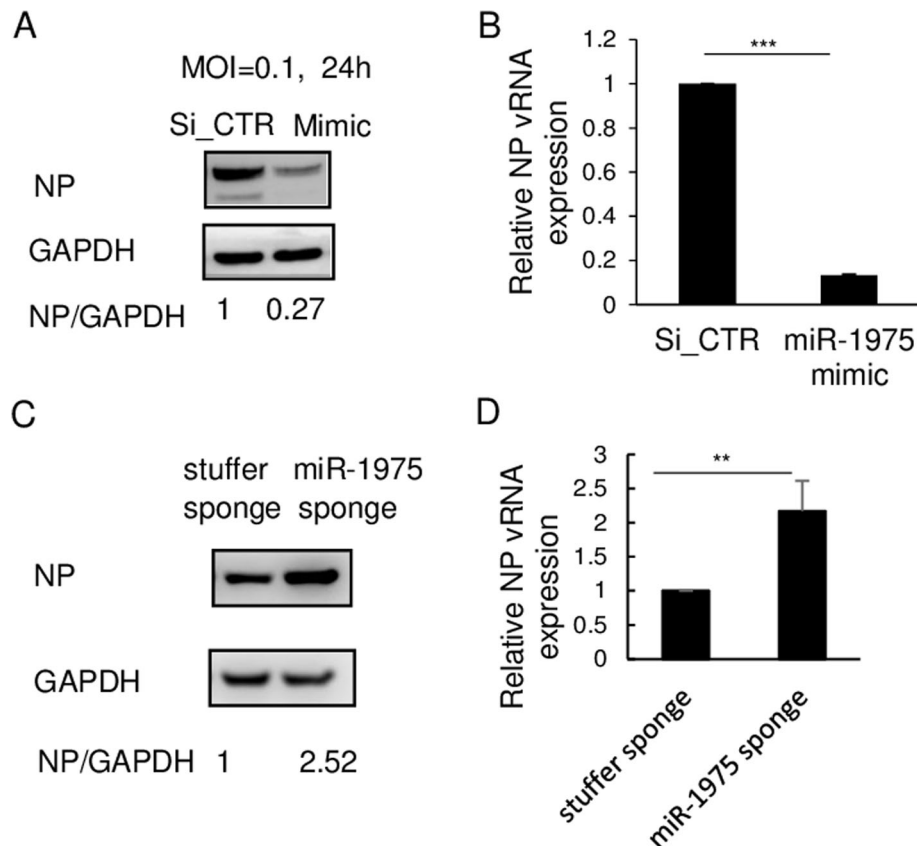 A
MOI=0.1, 24h
Si_CTR Mimic
NP
GAPDH
NP/GAPDH 1 0.27
B
Relative NP vRNA
expression
***
1.2
1
0.8
0.6
0.4
0.2
0
Si_CTR miR-1975
mimic
C
stuffer miR-1975
sponge sponge
NP
GAPDH
NP/GAPDH 1 2.52
D
Relative NP vRNA
expression
**
3
2.5
2
1.5
1
0.5
0
stuffer sponge
miR-1975 sponge